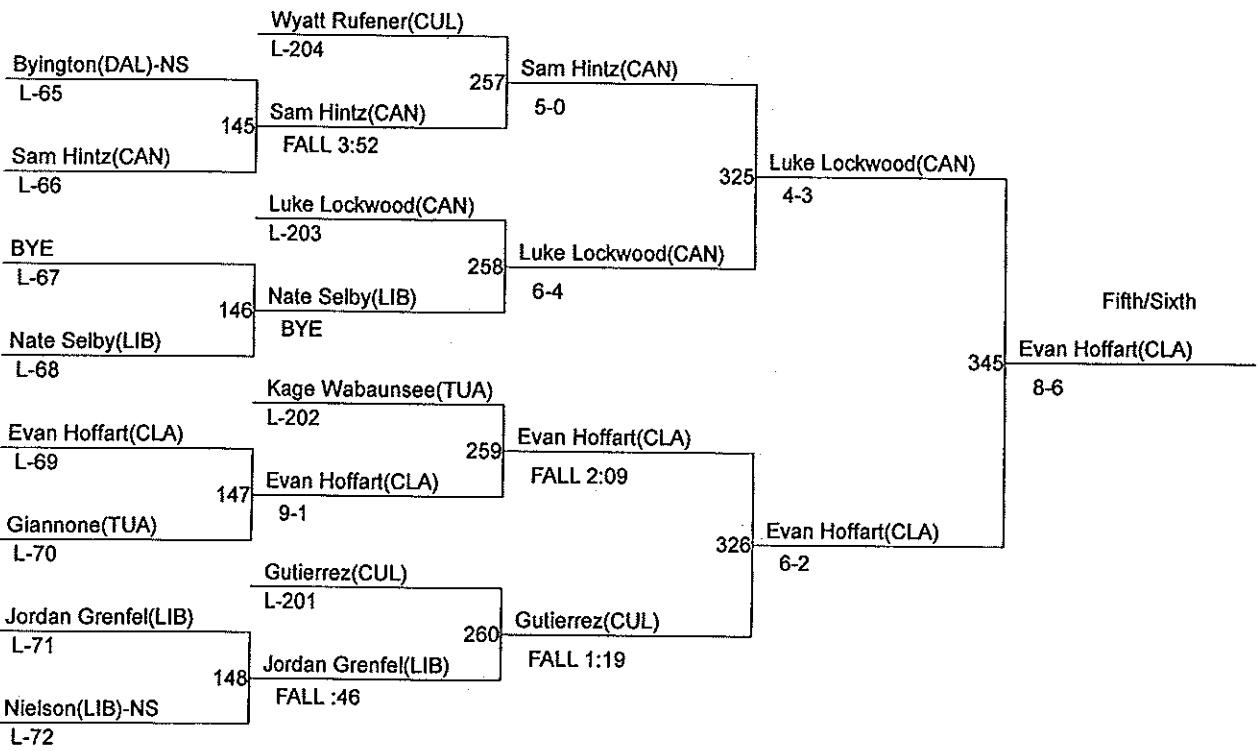 Wyatt Rufener(CUL)
L-204
Byington(DAL)-NS
L-65
257
Sam Hintz(CAN)
5-0
145
Sam Hintz(CAN)
FALL 3:52
Sam Hintz(CAN)
L-66
325
Luke Lockwood(CAN)
4-3
Luke Lockwood(CAN)
L-203
BYE
L-67
258
Luke Lockwood(CAN)
6-4
146
Nate Selby(LIB)
BYE
Fifth/Sixth
Nate Selby(LIB)
L-68
345
Evan Hoffart(CLA)
8-6
Kage Wabaunsee(TUA)
L-202
Evan Hoffart(CLA)
L-69
259
Evan Hoffart(CLA)
FALL 2:09
147
Evan Hoffart(CLA)
9-1
Giannone(TUA)
L-70
326
Evan Hoffart(CLA)
6-2
Gutierrez(CUL)
L-201
Jordan Grenfel(LIB)
L-71
260
Gutierrez(CUL)
FALL 1:19
148
Jordan Grenfel(LIB)
FALL :46
Nielson(LIB)-NS
L-72